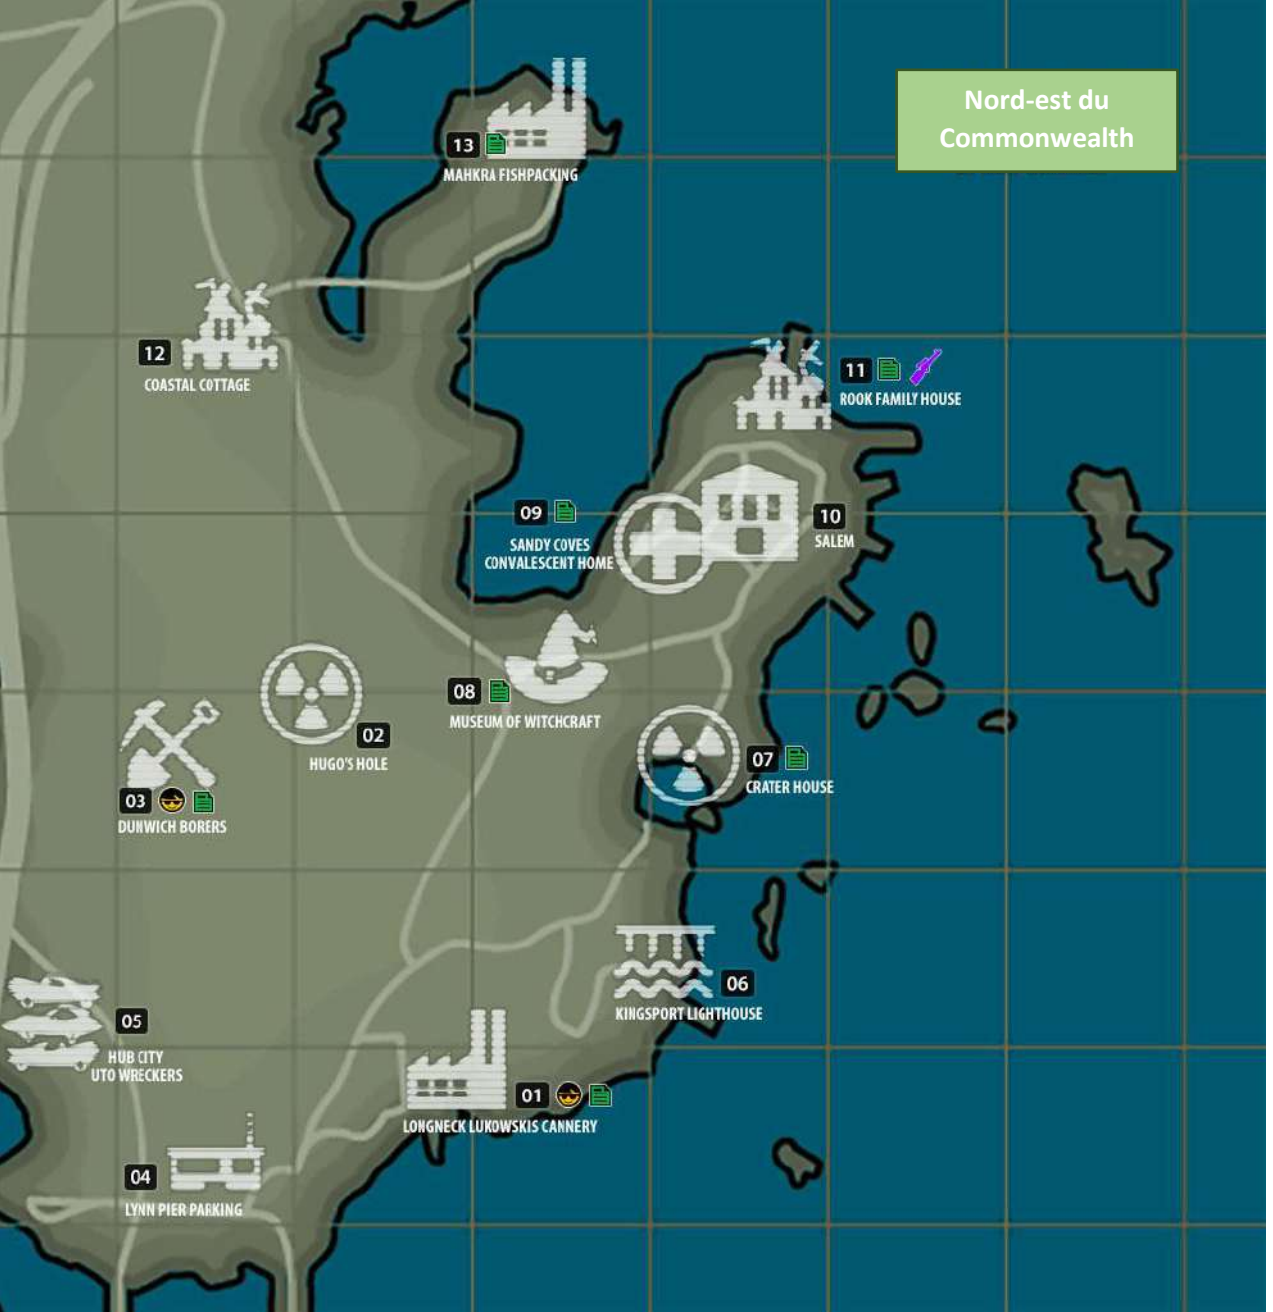 Nord-est du
Commonwealth
13
MAHKRA FISHPACKING
12
COASTAL COTTAGE
11
ROOK FAMILY HOUSE
09
SANDY COVES
CONVALESCENT HOME
10
SALEM
08
MUSEUM OF WITCHCRAFT
02
HUGO'S HOLE
07
CRATER HOUSE
03
DUNWICH BORERS
06
KINGSPORT LIGHTHOUSE
05
HUB CITY
UTO WRECKERS
01
LONGNECK LUKOWSKIS CANNERY
04
LYNN PIER PARKING